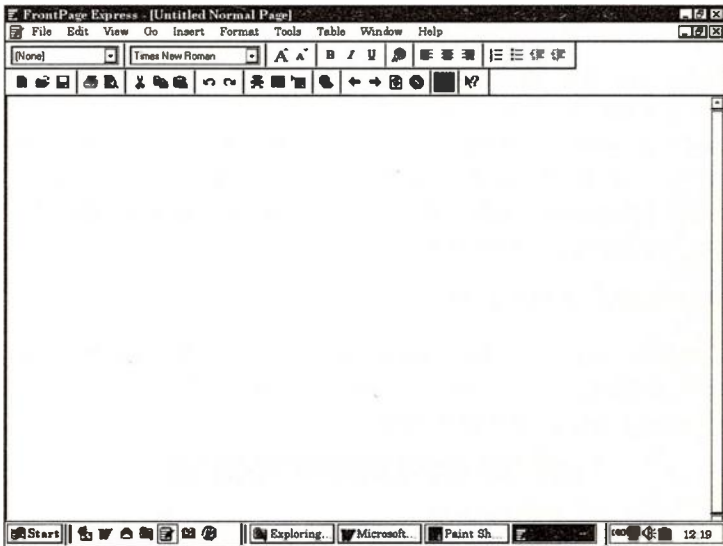 FrontPage Express - [Untitled Normal Page]
File Edit View Go Insert Format Tools Table Window Help
(None) Times New Roman A A B I U
Start Exploring... Microsoft... Paint Sh... 12:19